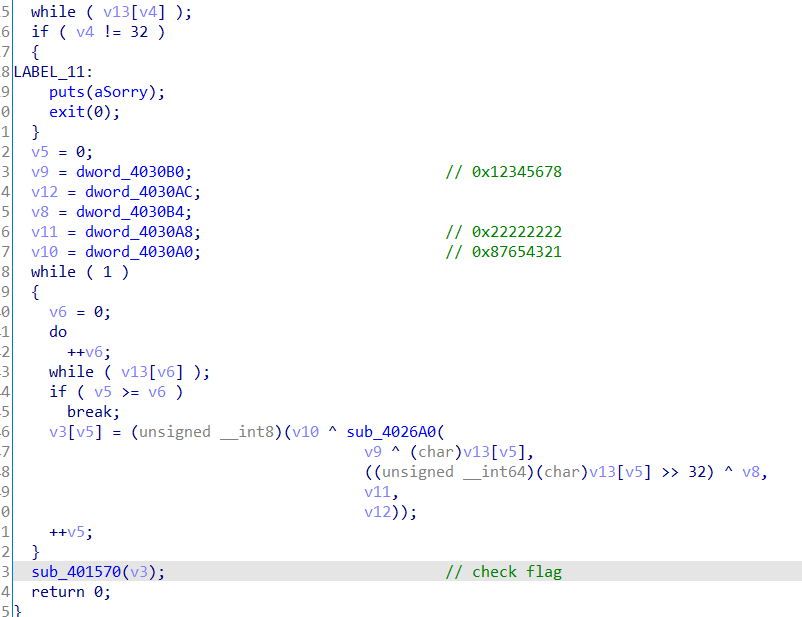 5 while ( v13[v4] );
6 if ( v4 != 32 )
7 {
8 LABEL_11:
9 puts(aSorry);
0 exit(0);
1 }
2 v5 = 0;
3 v9 = dword_4030B0; // 0x12345678
4 v12 = dword_4030AC;
5 v8 = dword_4030B4;
6 v11 = dword_4030A8; // 0x22222222
7 v10 = dword_4030A0; // 0x87654321
8 while ( 1 )
9 {
0 v6 = 0;
1 do
2 ++v6;
3 while ( v13[v6] );
4 if ( v5 >= v6 )
5 break;
6 v3[v5] = (unsigned __int8)(v10 ^ sub_4026A0(
7 v9 ^ (char)v13[v5],
8 ((unsigned __int64)(char)v13[v5] >> 32) ^ v8,
9 v11,
0 v12));
1 ++v5;
2 }
3 sub_401570(v3); // check flag
4 return 0;
5 }